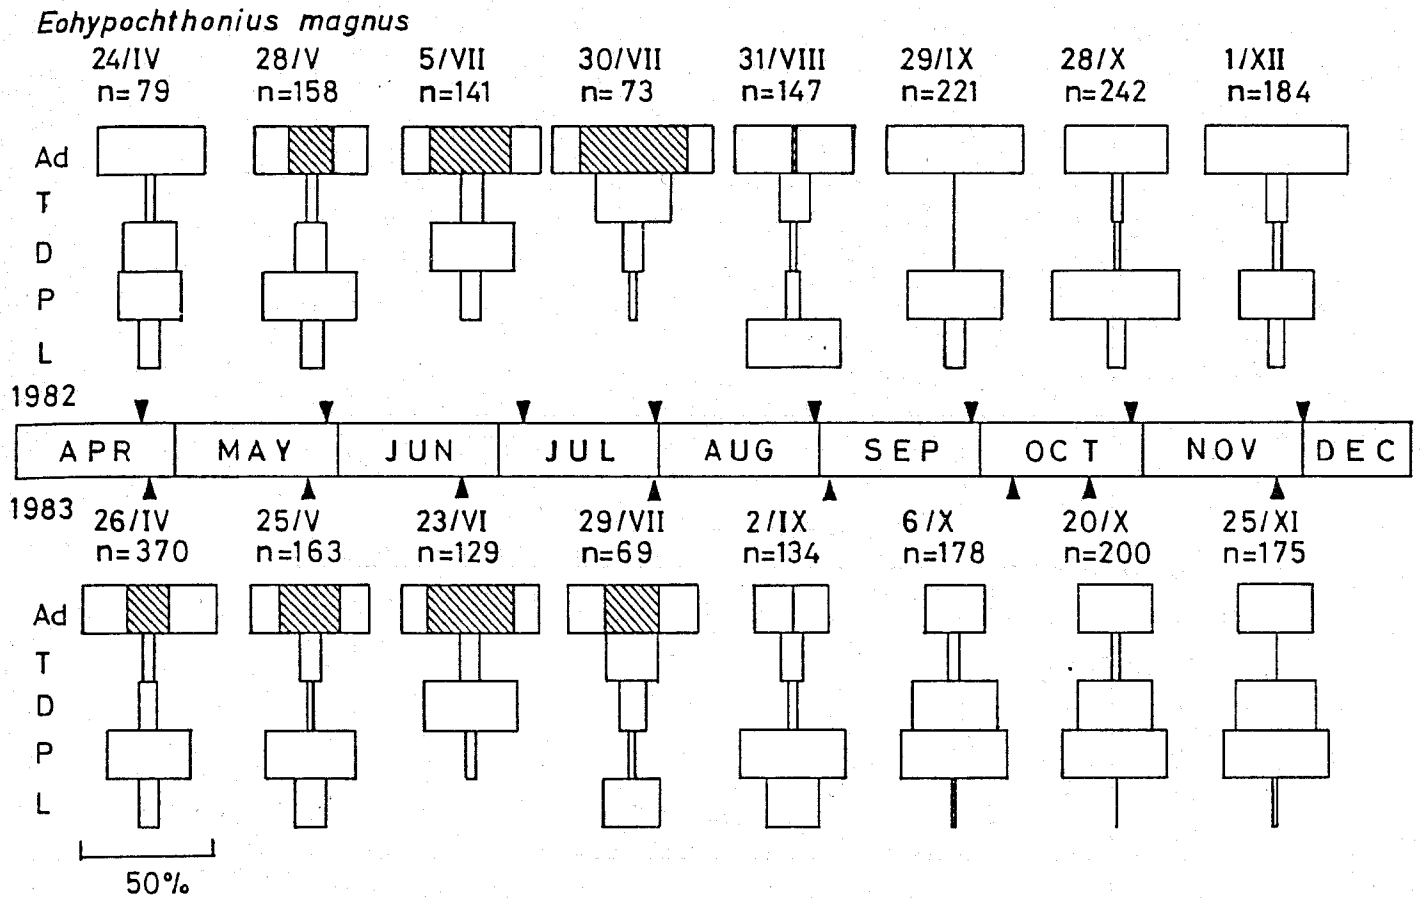 Eohypochthonius magnus
24/IV 28/V 5/VII 30/VII 31/VIII 29/IX 28/X 1/XII
n=79 n=158 n=141 n=73 n=147 n=221 n=242 n=184
Ad
T
D
P
L
1982
APR MAY JUN JUL AUG SEP OCT NOV DEC
1983
26/IV 25/V 23/VI 29/VII 2/IX 6/X 20/X 25/XI
n=370 n=163 n=129 n=69 n=134 n=178 n=200 n=175
Ad
T
D
P
L
50%